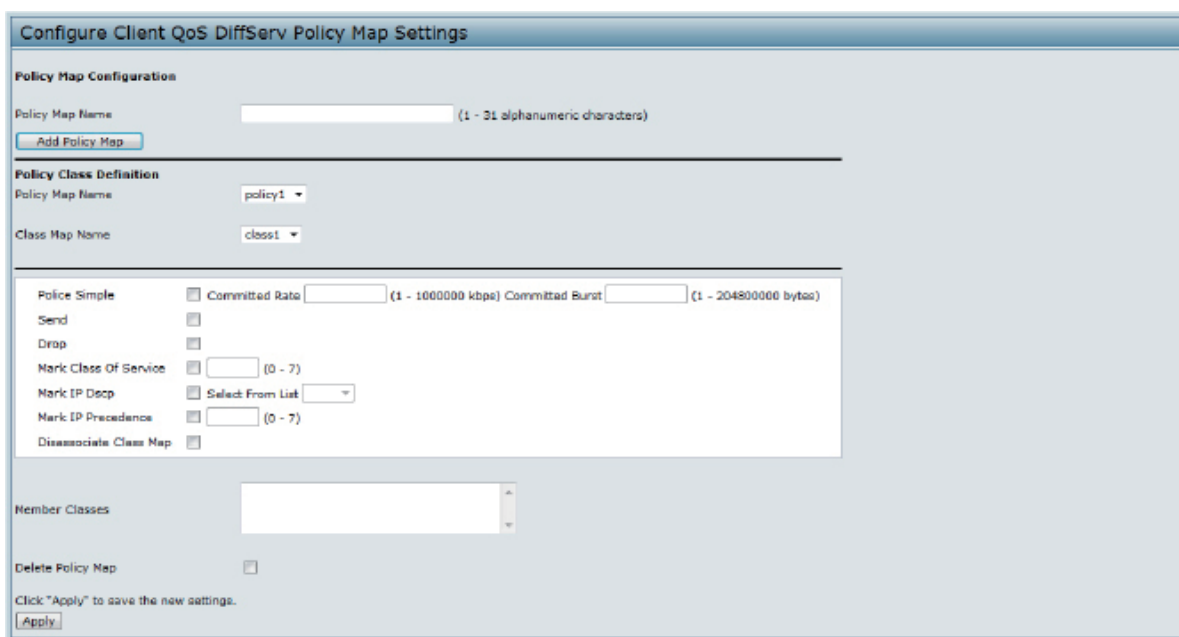 Configure Client QoS DiffServ Policy Map Settings
Policy Map Configuration
Policy Map Name (1 - 31 alphanumeric characters)
Add Policy Map
Policy Class Definition
Policy Map Name policy1
Class Map Name class1
Police Simple Committed Rate (1 - 1000000 kbps) Committed Burst (1 - 204800000 bytes)
Send
Drop
Mark Class Of Service (0 - 7)
Mark IP Dscp Select From List
Mark IP Precedence (0 - 7)
Disassociate Class Map
Member Classes
Delete Policy Map
Click "Apply" to save the new settings.
Apply